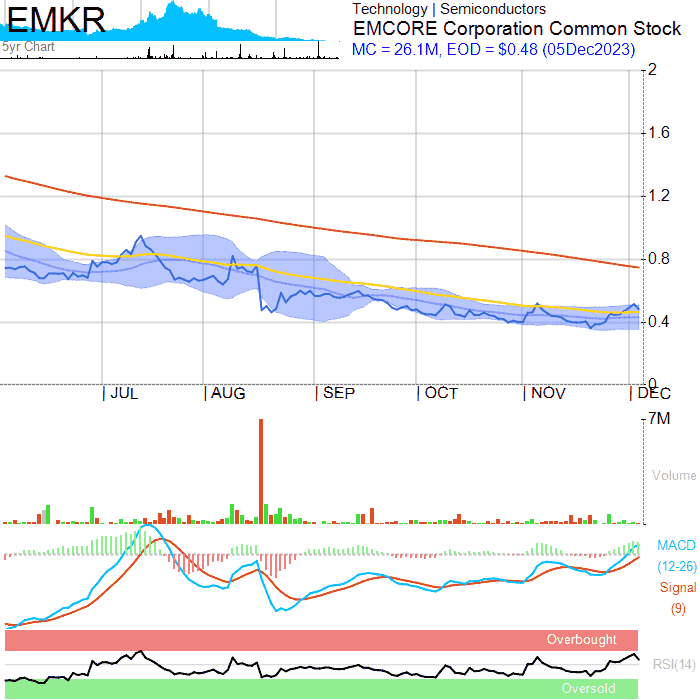 EMKR
5yr Chart
Technology | Semiconductors
EMCORE Corporation Common Stock
MC = 26.1M, EOD = $0.48 (05Dec2023)
2
1.6
1.2
0.8
0.4
0
JUL AUG SEP OCT NOV DEC
7M
Volume
MACD
(12-26)
Signal
(9)
Overbought
RSI(14)
Oversold